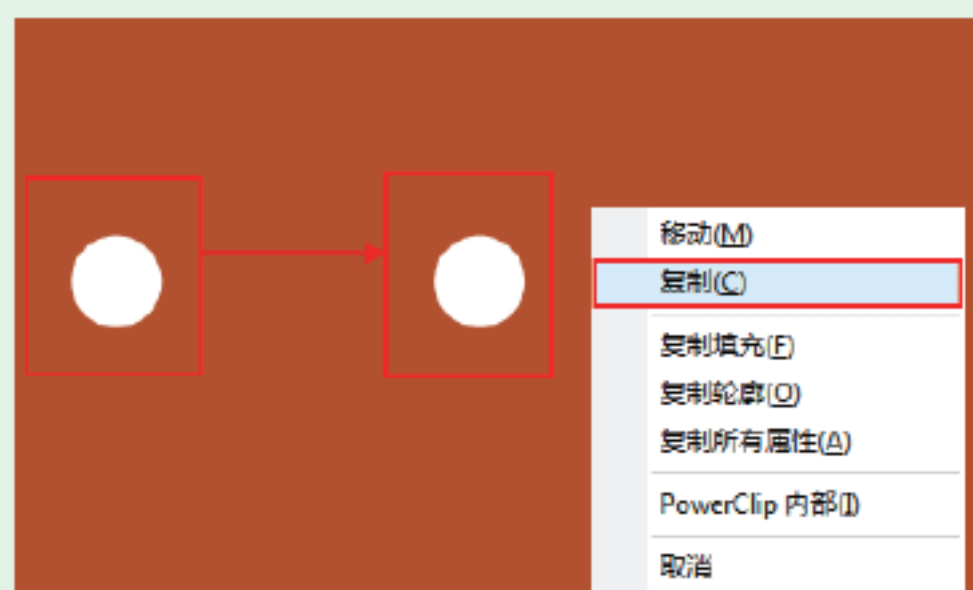 移动(M)
复制(C)
复制填充(F)
复制轮廓(O)
复制所有属性(A)
PowerClip 内部(I)
取消